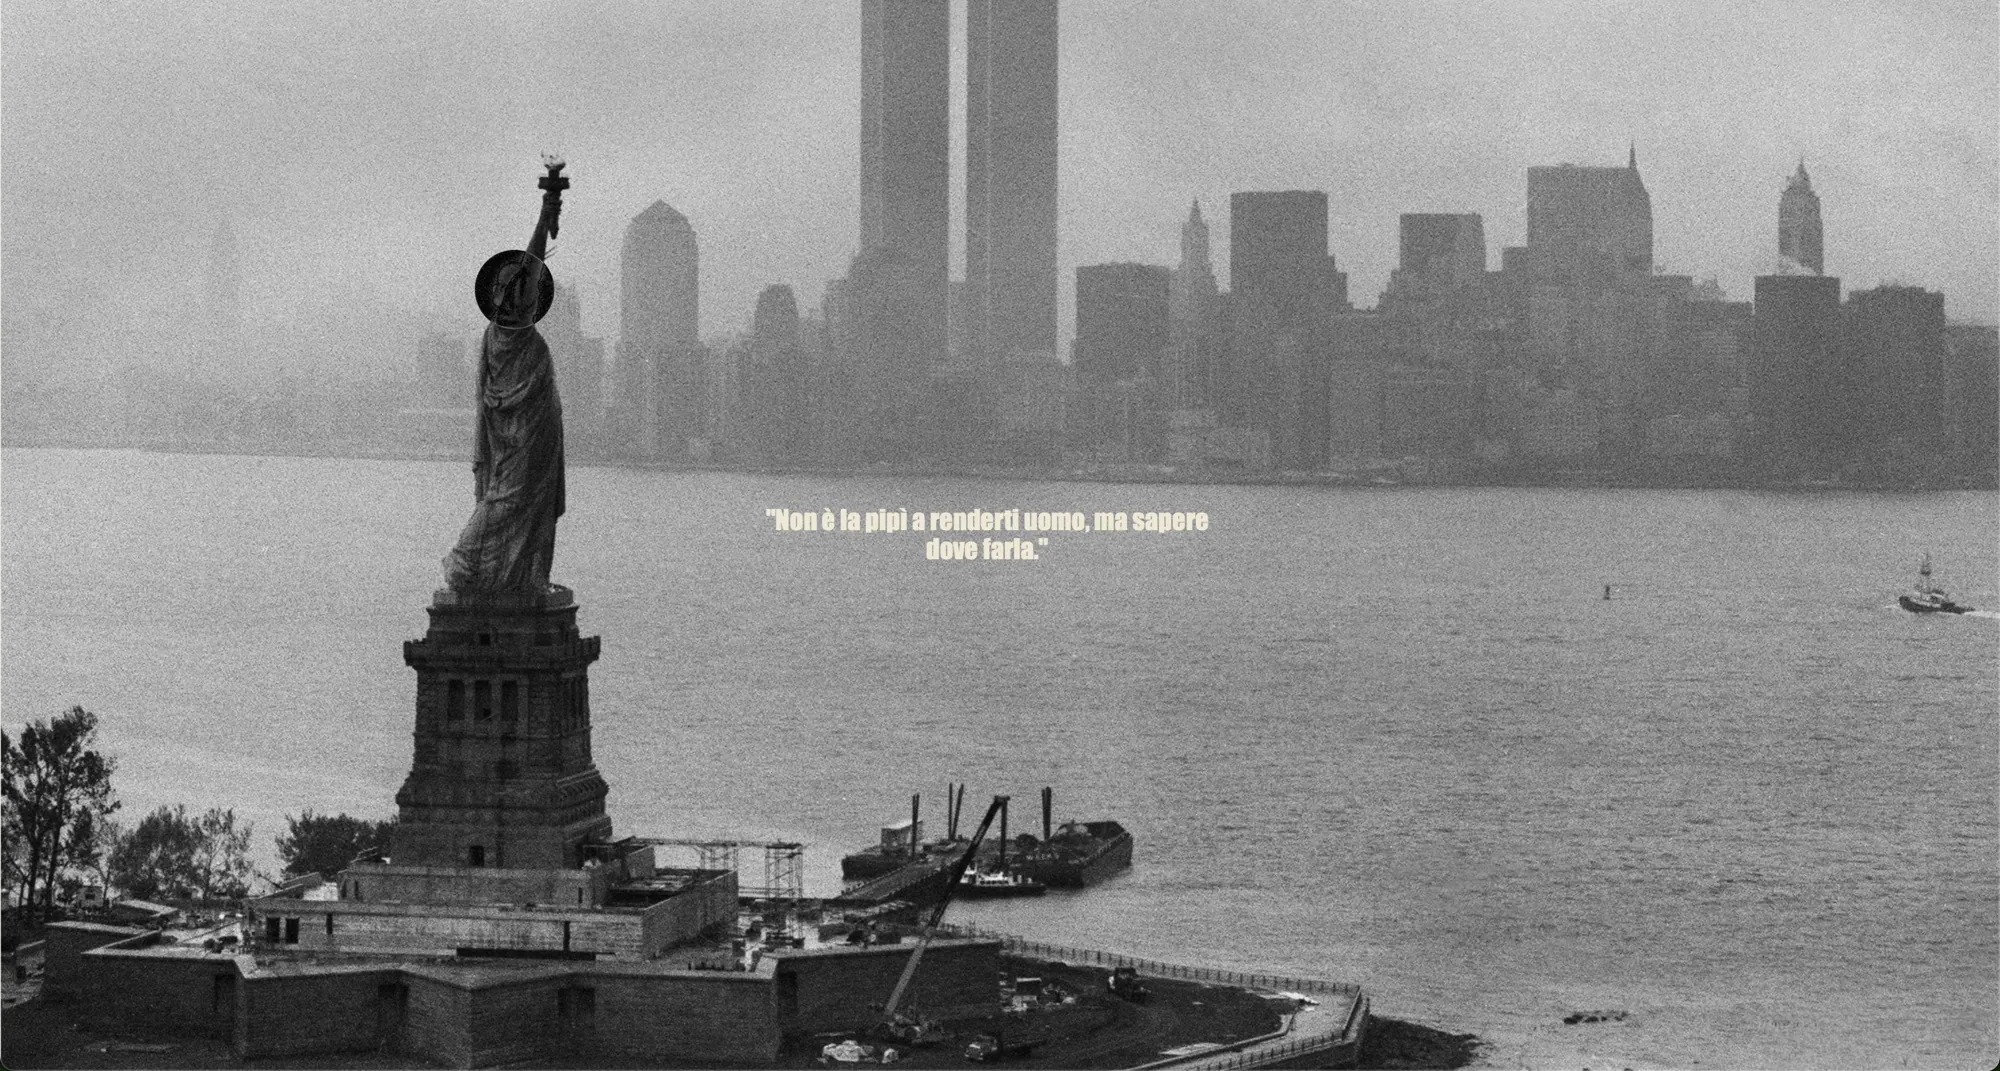 "Non è la pipì a renderti uomo, ma sapere
dove farla."